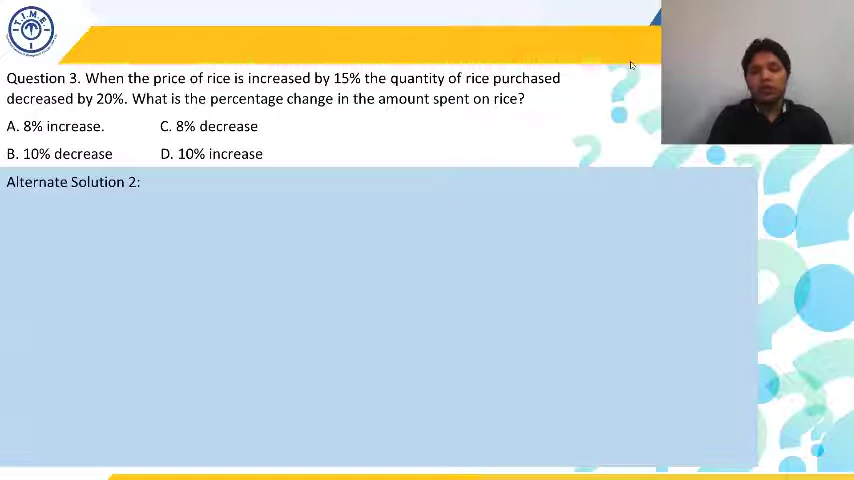 T.I.M.E.
Question 3. When the price of rice is increased by 15% the quantity of rice purchased
decreased by 20%. What is the percentage change in the amount spent on rice?
A. 8% increase. C. 8% decrease
B. 10% decrease D. 10% increase
Alternate Solution 2: